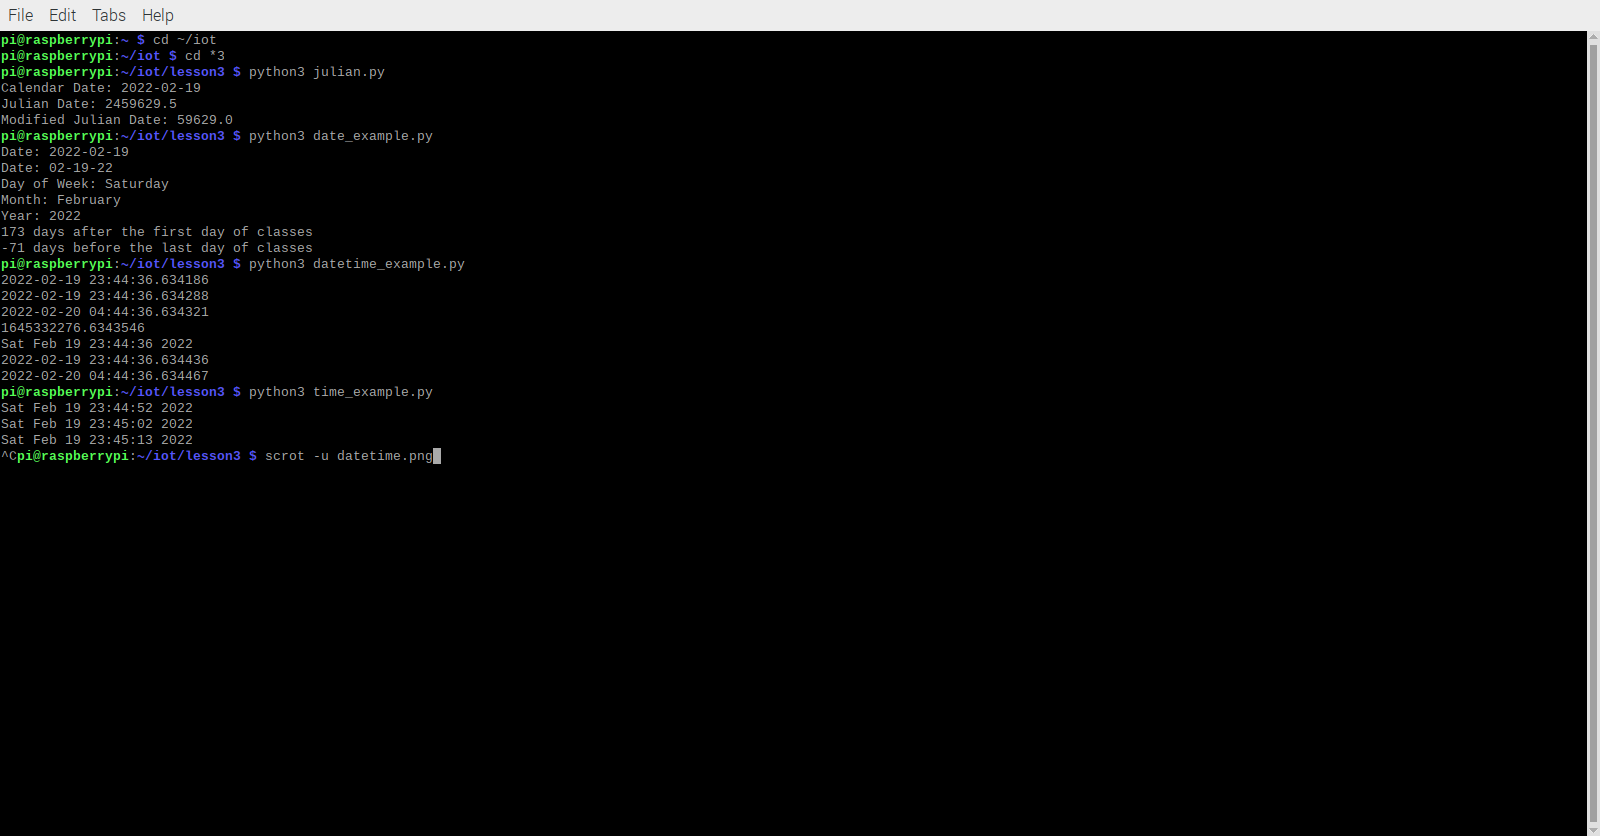 File Edit Tabs Help
pi@raspberrypi:~ $ cd ~/iot
pi@raspberrypi:~/iot $ cd *3
pi@raspberrypi:~/iot/lesson3 $ python3 julian.py
Calendar Date: 2022-02-19
Julian Date: 2459629.5
Modified Julian Date: 59629.0
pi@raspberrypi:~/iot/lesson3 $ python3 date_example.py
Date: 2022-02-19
Date: 02-19-22
Day of Week: Saturday
Month: February
Year: 2022
173 days after the first day of classes
-71 days before the last day of classes
pi@raspberrypi:~/iot/lesson3 $ python3 datetime_example.py
2022-02-19 23:44:36.634186
2022-02-19 23:44:36.634288
2022-02-20 04:44:36.634321
1645332276.6343546
Sat Feb 19 23:44:36 2022
2022-02-19 23:44:36.634436
2022-02-20 04:44:36.634467
pi@raspberrypi:~/iot/lesson3 $ python3 time_example.py
Sat Feb 19 23:44:52 2022
Sat Feb 19 23:45:02 2022
Sat Feb 19 23:45:13 2022
^Cpi@raspberrypi:~/iot/lesson3 $ scrot -u datetime.png